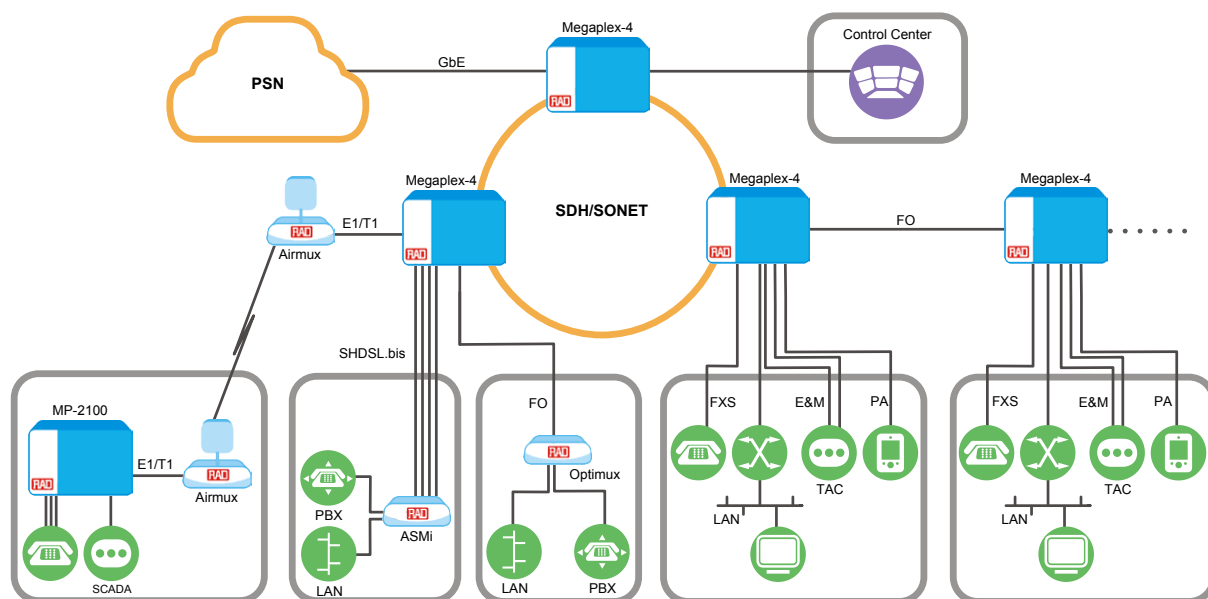 Megaplex-4
Control Center
GbE
PSN
RAD
Megaplex-4
Megaplex-4
Megaplex-4
SDH/SONET
E1/T1
FO
RAD
Airmux
RAD
RAD
RAD
SHDSL.bis
MP-2100
FO
FXS
E&M
PA
FXS
E&M
PA
E1/T1
RAD
RAD
Airmux
RAD
Optimux
TAC
TAC
PBX
RAD
ASMi
LAN
LAN
SCADA
LAN
LAN
PBX